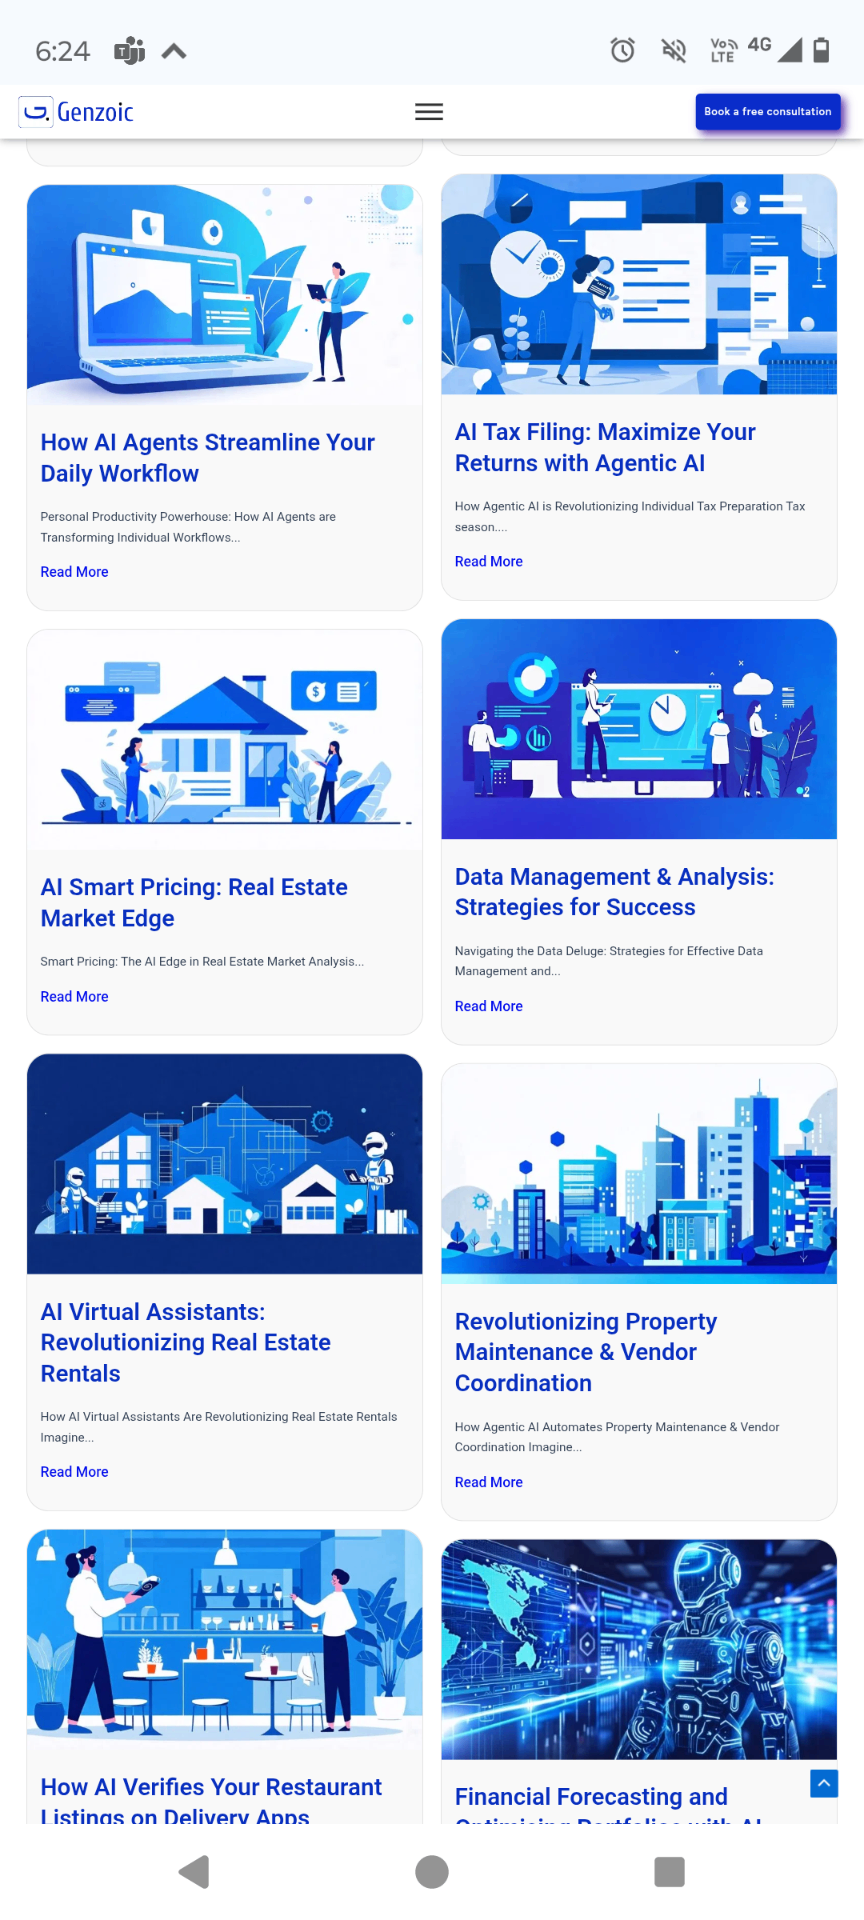 6:24
Vo LTE 4G
Genzoic
Book a free consultation
How AI Agents Streamline Your
Daily Workflow
Personal Productivity Powerhouse: How AI Agents are
Transforming Individual Workflows...
Read More
AI Tax Filing: Maximize Your
Returns with Agentic AI
How Agentic AI is Revolutionizing Individual Tax Preparation Tax
season....
Read More
AI Smart Pricing: Real Estate
Market Edge
Smart Pricing: The AI Edge in Real Estate Market Analysis...
Read More
Data Management & Analysis:
Strategies for Success
Navigating the Data Deluge: Strategies for Effective Data
Management and...
Read More
AI Virtual Assistants:
Revolutionizing Real Estate
Rentals
How AI Virtual Assistants Are Revolutionizing Real Estate Rentals
Imagine...
Read More
Revolutionizing Property
Maintenance & Vendor
Coordination
How Agentic AI Automates Property Maintenance & Vendor
Coordination Imagine...
Read More
How AI Verifies Your Restaurant
Listings on Delivery Apps
Financial Forecasting and
Optimising Portfolios with AI